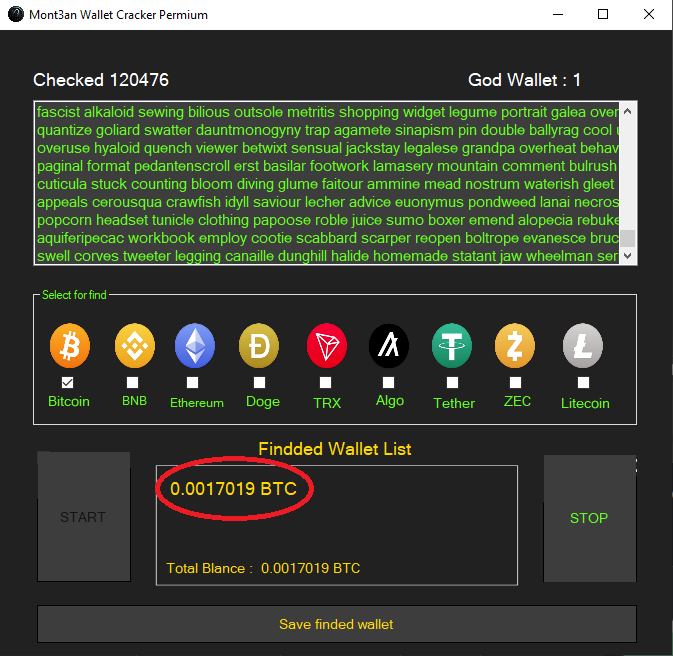 Mont3an Wallet Cracker Permium
Checked 120476
God Wallet : 1
fascist alkaloid sewing bilious outsole metritis shopping widget legume portrait galea over
quantize goliard swatter dauntmonogyny trap agamete sinapism pin double ballyrag cool u
overuse hyaloid quench viewer betwixt sensual jackstay legalese grandpa overheat behav
paginal format pedantenscroll erst basilar footwork lamasery mountain comment bulrush
cuticula stuck counting bloom diving glume faitour ammine mead nostrum waterish gleet
appeals cerousqua crawfish idyll saviour lecher advice euonymus pondweed lanai necros
popcorn headset tunicle clothing papoose roble juice sumo boxer emend alopecia rebuke
aquiferipecac workbook employ cootie scabbard scarper reopen boltrope evanesce bruc
swell corves tweeter legging canaille dunghill halide homemade statant jaw wheelman ser
Select for find
Bitcoin
BNB
Ethereum
Doge
TRX
Algo
Tether
ZEC
Litecoin
Findded Wallet List
START
0.0017019 BTC
STOP
Total Blance : 0.0017019 BTC
Save finded wallet